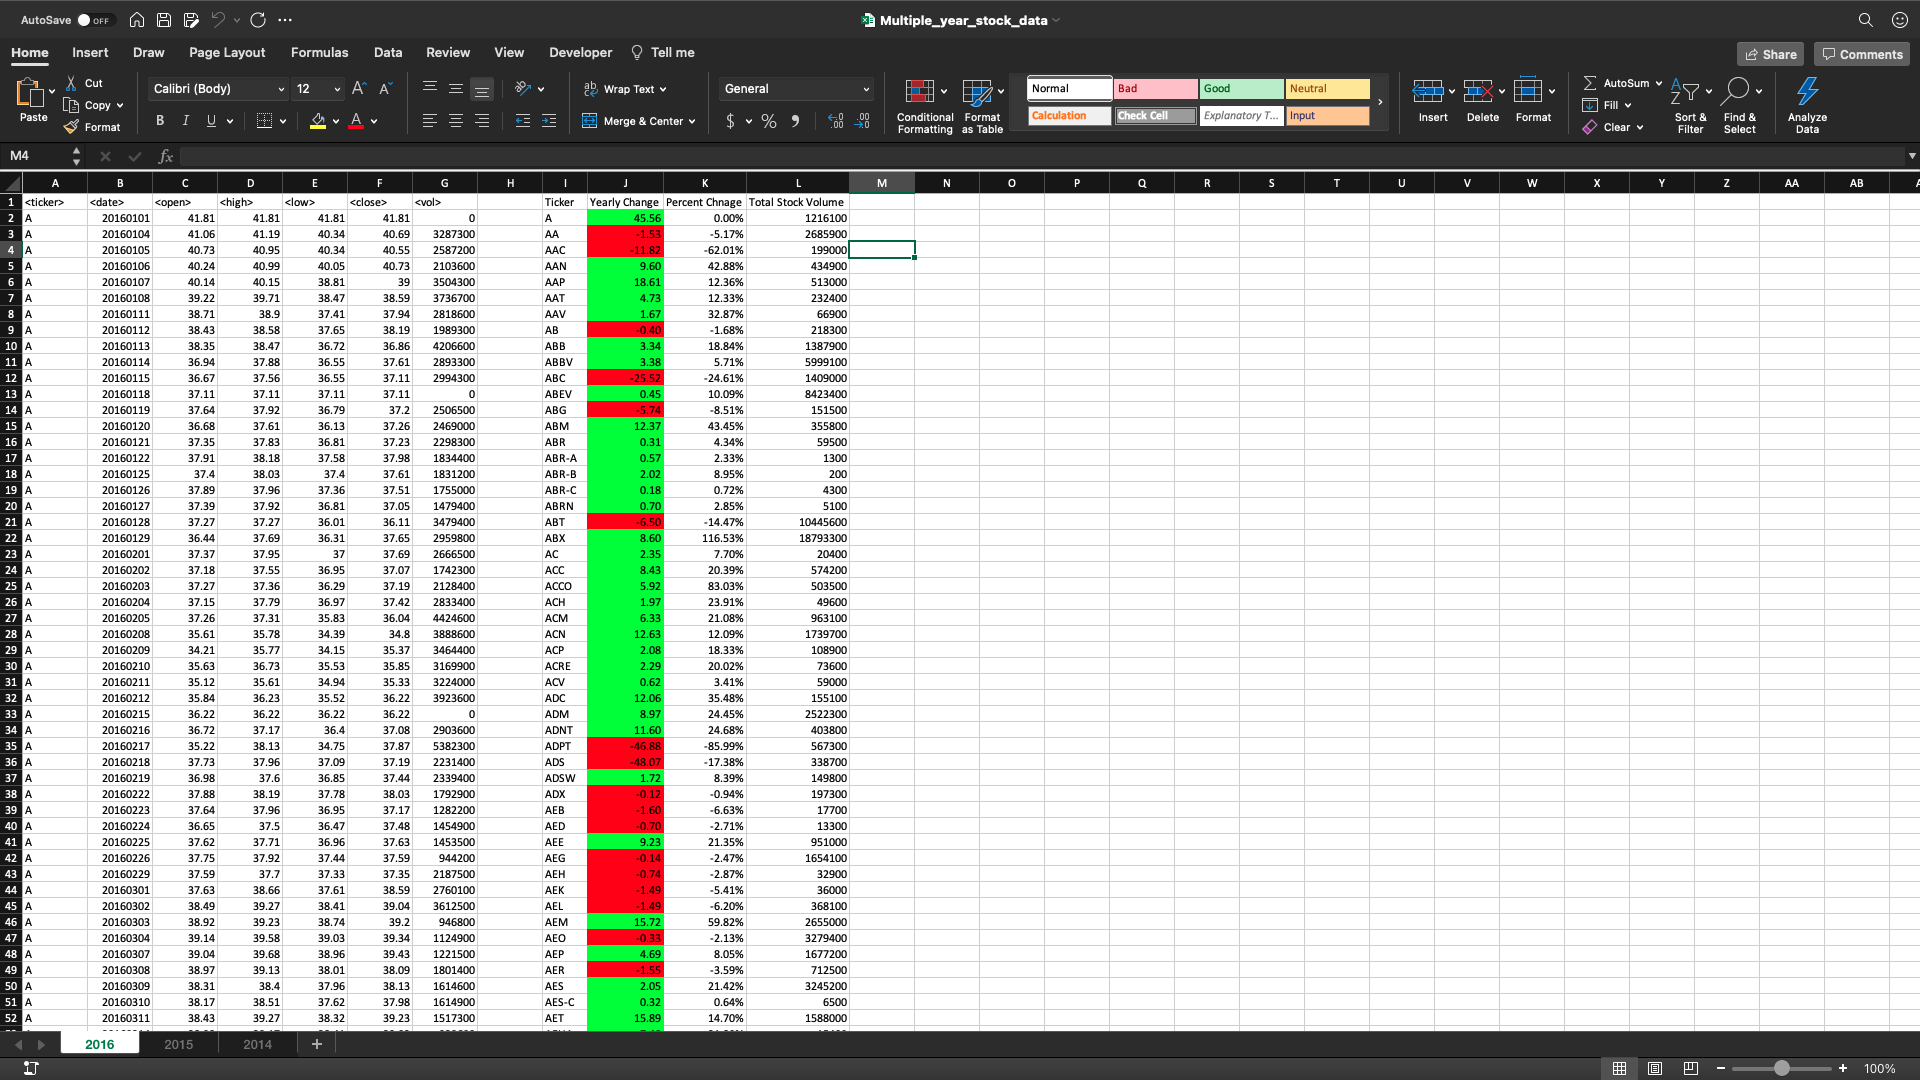 AutoSave OFF Multiple_year_stock_data
Home Insert Draw Page Layout Formulas Data Review View Developer Tell me Share Comments
Paste Cut Copy Format Calibri (Body) 12 Wrap Text General Conditional Formatting Format as Table Normal Bad Good Neutral Insert Delete Format AutoSum Fill Clear Sort & Filter Find & Select Analyze Data
B I U Merge & Center $ % Calculation Check Cell Explanatory T... Input
M4 fx
A B C D E F G H I J K L M N O P Q R S T U V W X Y Z AA AB
1 <ticker> <date> <open> <high> <low> <close> <vol> Ticker Yearly Change Percent Chnage Total Stock Volume
2 A 20160101 41.81 41.81 41.81 41.81 0 A 45.56 0.00% 1216100
3 A 20160104 41.06 41.19 40.34 40.69 3287300 AA -1.53 -5.17% 2685900
4 A 20160105 40.73 40.95 40.34 40.55 2587200 AAC -11.82 -62.01% 199000
5 A 20160106 40.24 40.99 40.05 40.73 2103600 AAN 9.60 42.88% 434900
6 A 20160107 40.14 40.15 38.81 39 3504300 AAP 18.61 12.36% 513000
7 A 20160108 39.22 39.71 38.47 38.59 3736700 AAT 4.73 12.33% 232400
8 A 20160111 38.71 38.9 37.41 37.94 2818600 AAV 1.67 32.87% 66900
9 A 20160112 38.43 38.58 37.65 38.19 1989300 AB -0.40 -1.68% 218300
10 A 20160113 38.35 38.47 36.72 36.86 4206600 ABB 3.34 18.84% 1387900
11 A 20160114 36.94 37.88 36.55 37.61 2893300 ABBV 3.38 5.71% 5999100
12 A 20160115 36.67 37.56 36.55 37.11 2994300 ABC -25.52 -24.61% 1409000
13 A 20160118 37.11 37.11 37.11 37.11 0 ABEV 0.45 10.09% 8423400
14 A 20160119 37.64 37.92 36.79 37.2 2506500 ABG -5.74 -8.51% 151500
15 A 20160120 36.68 37.61 36.13 37.26 2469000 ABM 12.37 43.45% 355800
16 A 20160121 37.35 37.83 36.81 37.23 2298300 ABR 0.31 4.34% 59500
17 A 20160122 37.91 38.18 37.58 37.98 1834400 ABR-A 0.57 2.33% 1300
18 A 20160125 37.4 38.03 37.4 37.61 1831200 ABR-B 2.02 8.95% 200
19 A 20160126 37.89 37.96 37.36 37.51 1755000 ABR-C 0.18 0.72% 4300
20 A 20160127 37.39 37.92 36.81 37.05 1479400 ABRN 0.70 2.85% 5100
21 A 20160128 37.27 37.27 36.01 36.11 3479400 ABT -6.50 -14.47% 10445600
22 A 20160129 36.44 37.69 36.31 37.65 2959800 ABX 8.60 116.53% 18793300
23 A 20160201 37.37 37.95 37 37.69 2666500 AC 2.35 7.70% 20400
24 A 20160202 37.18 37.55 36.95 37.07 1742300 ACC 8.43 20.39% 574200
25 A 20160203 37.27 37.36 36.29 37.19 2128400 ACCO 5.92 83.03% 503500
26 A 20160204 37.15 37.79 36.97 37.42 2833400 ACH 1.97 23.91% 49600
27 A 20160205 37.26 37.31 35.83 36.04 4424600 ACM 6.33 21.08% 963100
28 A 20160208 35.61 35.78 34.39 34.8 3888600 ACN 12.63 12.09% 1739700
29 A 20160209 34.21 35.77 34.15 35.37 3464400 ACP 2.08 18.33% 108900
30 A 20160210 35.63 36.73 35.53 35.85 3169900 ACRE 2.29 20.02% 73600
31 A 20160211 35.12 35.61 34.94 35.33 3224000 ACV 0.62 3.41% 59000
32 A 20160212 35.84 36.23 35.52 36.22 3923600 ADC 12.06 35.48% 155100
33 A 20160215 36.22 36.22 36.22 36.22 0 ADM 8.97 24.45% 2522300
34 A 20160216 36.72 37.17 36.4 37.08 2903600 ADNT 11.60 24.68% 403800
35 A 20160217 35.22 38.13 34.75 37.87 5382300 ADPT -46.88 -85.99% 567300
36 A 20160218 37.73 37.96 37.09 37.19 2231400 ADS -48.07 -17.38% 338700
37 A 20160219 36.98 37.6 36.85 37.44 2339400 ADSW 1.72 8.39% 149800
38 A 20160222 37.88 38.19 37.78 38.03 1792900 ADX -0.12 -0.94% 197300
39 A 20160223 37.64 37.96 36.95 37.17 1282200 AEB -1.60 -6.63% 17700
40 A 20160224 36.65 37.5 36.47 37.48 1454900 AED -0.70 -2.71% 13300
41 A 20160225 37.62 37.71 36.96 37.63 1453500 AEE 9.23 21.35% 951000
42 A 20160226 37.75 37.92 37.44 37.59 944200 AEG -0.14 -2.47% 1654100
43 A 20160229 37.59 37.7 37.33 37.35 2187500 AEH -0.74 -2.87% 32900
44 A 20160301 37.63 38.66 37.61 38.59 2760100 AEK -1.49 -5.41% 36000
45 A 20160302 38.49 39.27 38.41 39.04 3612500 AEL -1.49 -6.20% 368100
46 A 20160303 38.92 39.23 38.74 39.2 946800 AEM 15.72 59.82% 2655000
47 A 20160304 39.14 39.58 39.03 39.34 1124900 AEO -0.33 -2.13% 3279400
48 A 20160307 39.04 39.68 38.96 39.43 1221500 AEP 4.69 8.05% 1677200
49 A 20160308 38.97 39.13 38.01 38.09 1801400 AER -1.55 -3.59% 712500
50 A 20160309 38.31 38.4 37.96 38.13 1614600 AES 2.05 21.42% 3245200
51 A 20160310 38.17 38.51 37.62 37.98 1614900 AES-C 0.32 0.64% 6500
52 A 20160311 38.43 39.27 38.32 39.23 1517300 AET 15.89 14.70% 1588000
2016 2015 2014 +
100%